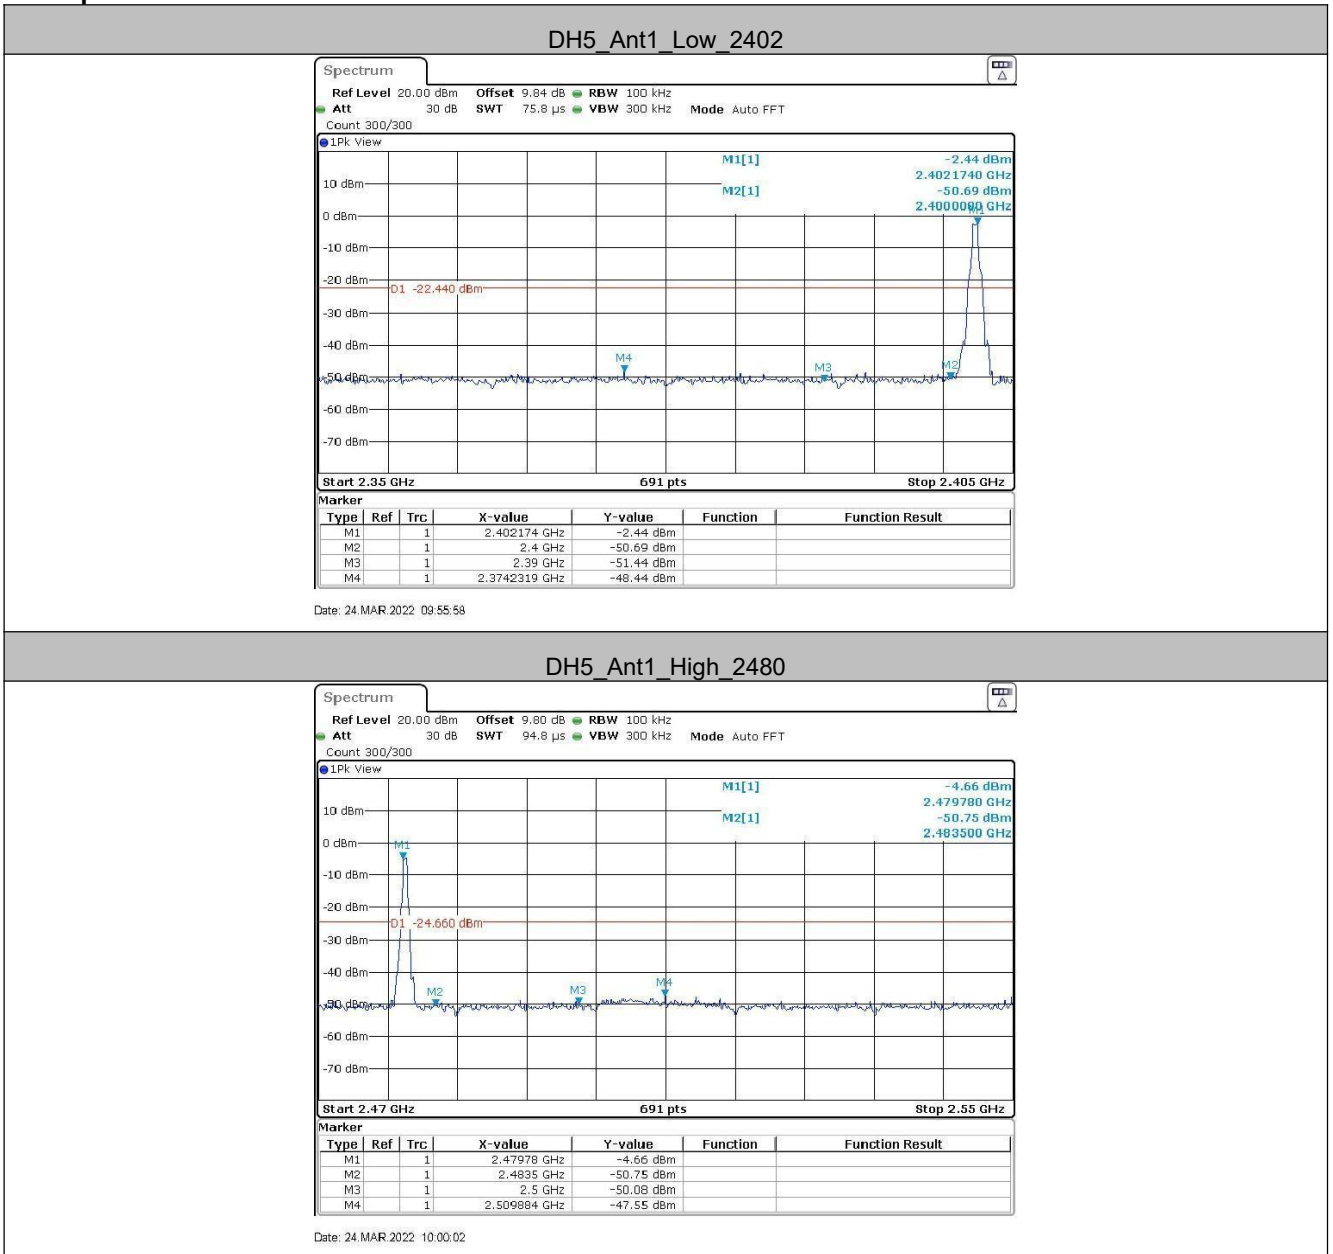 DH5_Ant1_Low_2402
Spectrum
Ref Level 20.00 dBm Offset 9.84 dB RBW 100 kHz
Att 30 dB SWT 75.8 µs VBW 300 kHz Mode Auto FFT
Count 300/300
1Pk View
M1[1] -2.44 dBm
2.4021740 GHz
10 dBm
M2[1] -50.69 dBm
2.4000000 GHz
M1
0 dBm
-10 dBm
-20 dBm
D1 -22.440 dBm
-30 dBm
-40 dBm
M4
M3
M2
-50 dBm
-60 dBm
-70 dBm
Start 2.35 GHz 691 pts Stop 2.405 GHz
Marker
Type Ref Trc X-value Y-value Function Function Result
M1 1 2.402174 GHz -2.44 dBm
M2 1 2.4 GHz -50.69 dBm
M3 1 2.39 GHz -51.44 dBm
M4 1 2.3742319 GHz -48.44 dBm
Date: 24.MAR.2022 09:55:58
DH5_Ant1_High_2480
Spectrum
Ref Level 20.00 dBm Offset 9.80 dB RBW 100 kHz
Att 30 dB SWT 94.8 µs VBW 300 kHz Mode Auto FFT
Count 300/300
1Pk View
M1[1] -4.66 dBm
2.479780 GHz
10 dBm
M2[1] -50.75 dBm
2.483500 GHz
0 dBm
M1
-10 dBm
-20 dBm
D1 -24.660 dBm
-30 dBm
-40 dBm
M2
M3
M4
-50 dBm
-60 dBm
-70 dBm
Start 2.47 GHz 691 pts Stop 2.55 GHz
Marker
Type Ref Trc X-value Y-value Function Function Result
M1 1 2.47978 GHz -4.66 dBm
M2 1 2.4835 GHz -50.75 dBm
M3 1 2.5 GHz -50.08 dBm
M4 1 2.509884 GHz -47.55 dBm
Date: 24.MAR.2022 10:00:02